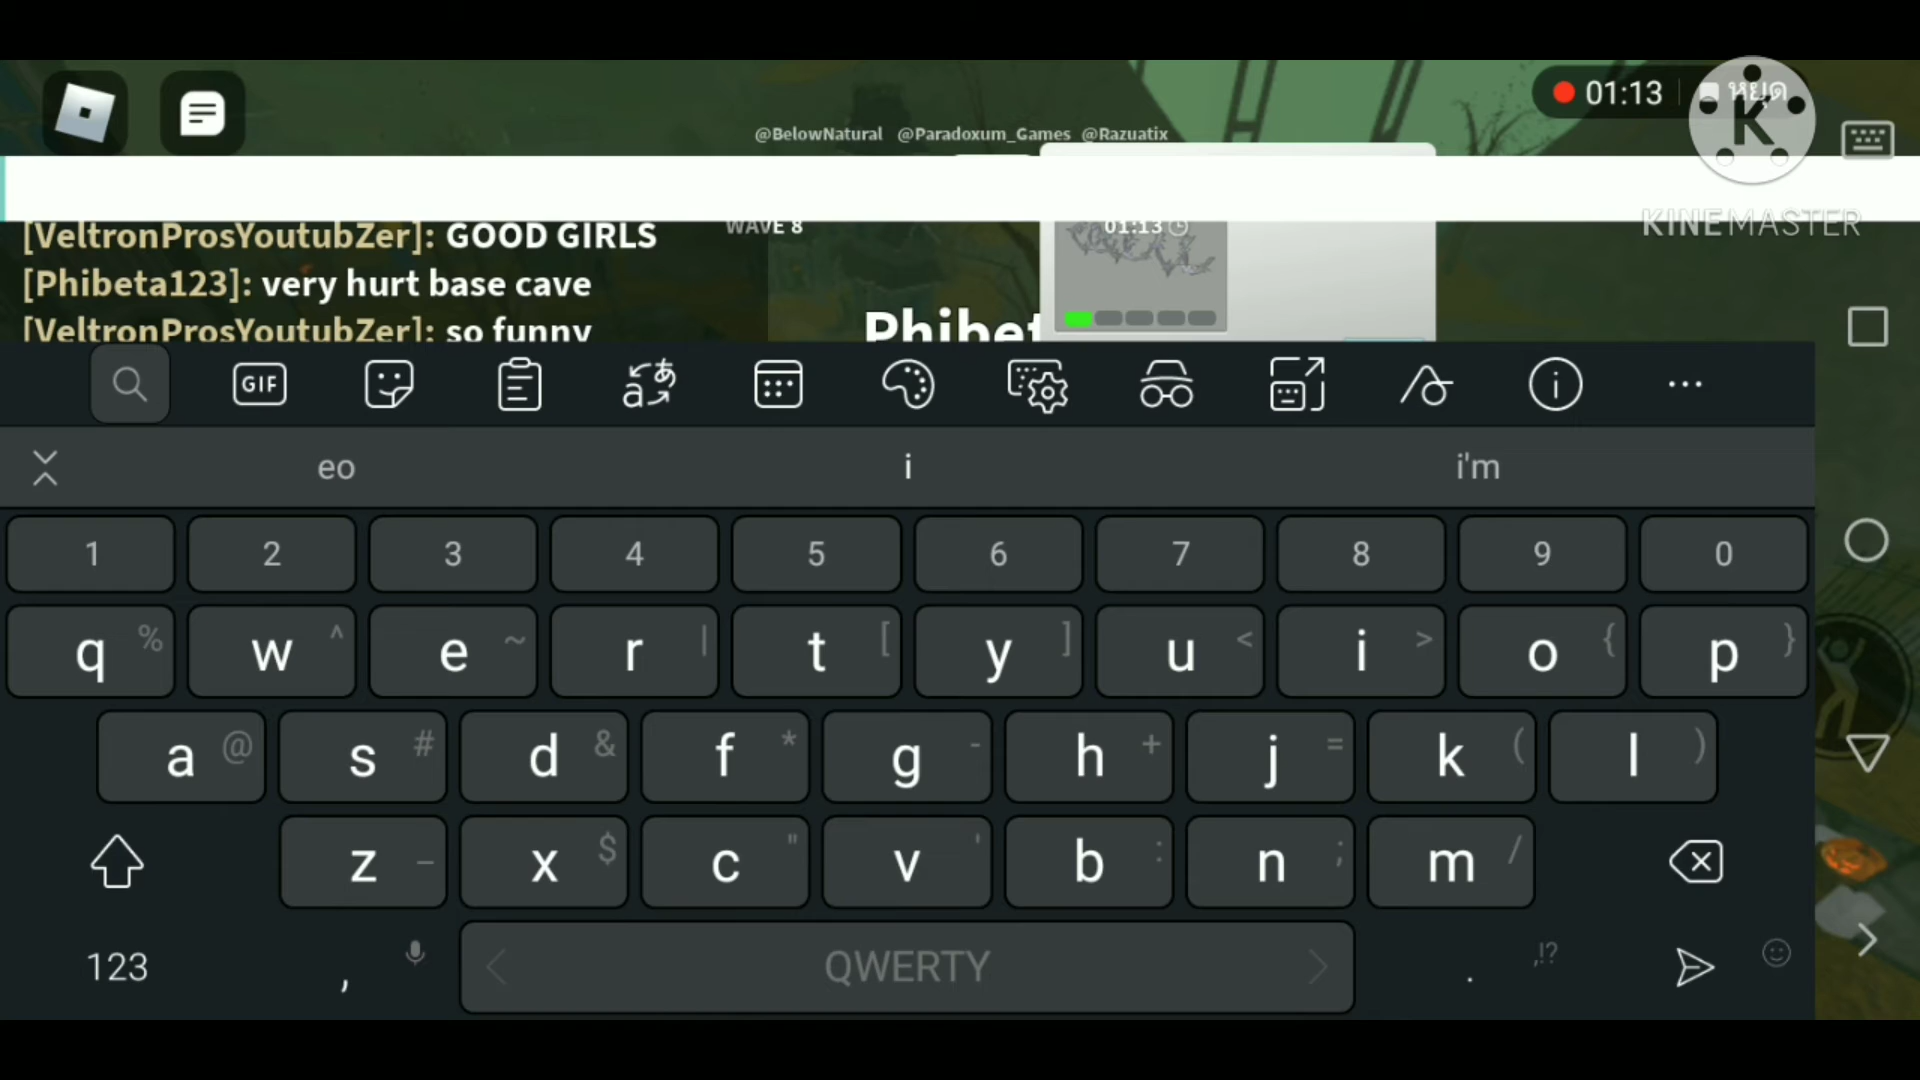 01:13 หยุด
K
@BelowNatural @Paradoxum_Games @Razuatix
KINEMASTER
[VeltronProsYoutubZer]: GOOD GIRLS
WAVE 8 01:13
[Phibeta123]: very hurt base cave
[VeltronProsYoutubZer]: so funny
Phibet
GIF
a あ
eo i i'm
1 2 3 4 5 6 7 8 9 0
q % w ^ e ~ r | t [ y ] u < i > o { p }
a @ s # d & f * g - h + j = k ( l )
z _ x $ c " v ' b : n ; m /
123 , < QWERTY > . ,!?